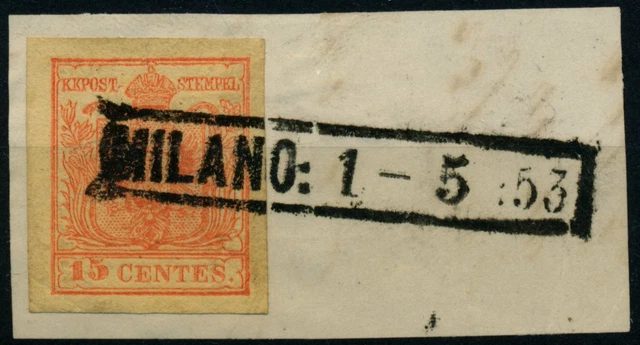 KKPOST-STEMPEL
MILANO: 1 - 5 :53
15 CENTES.